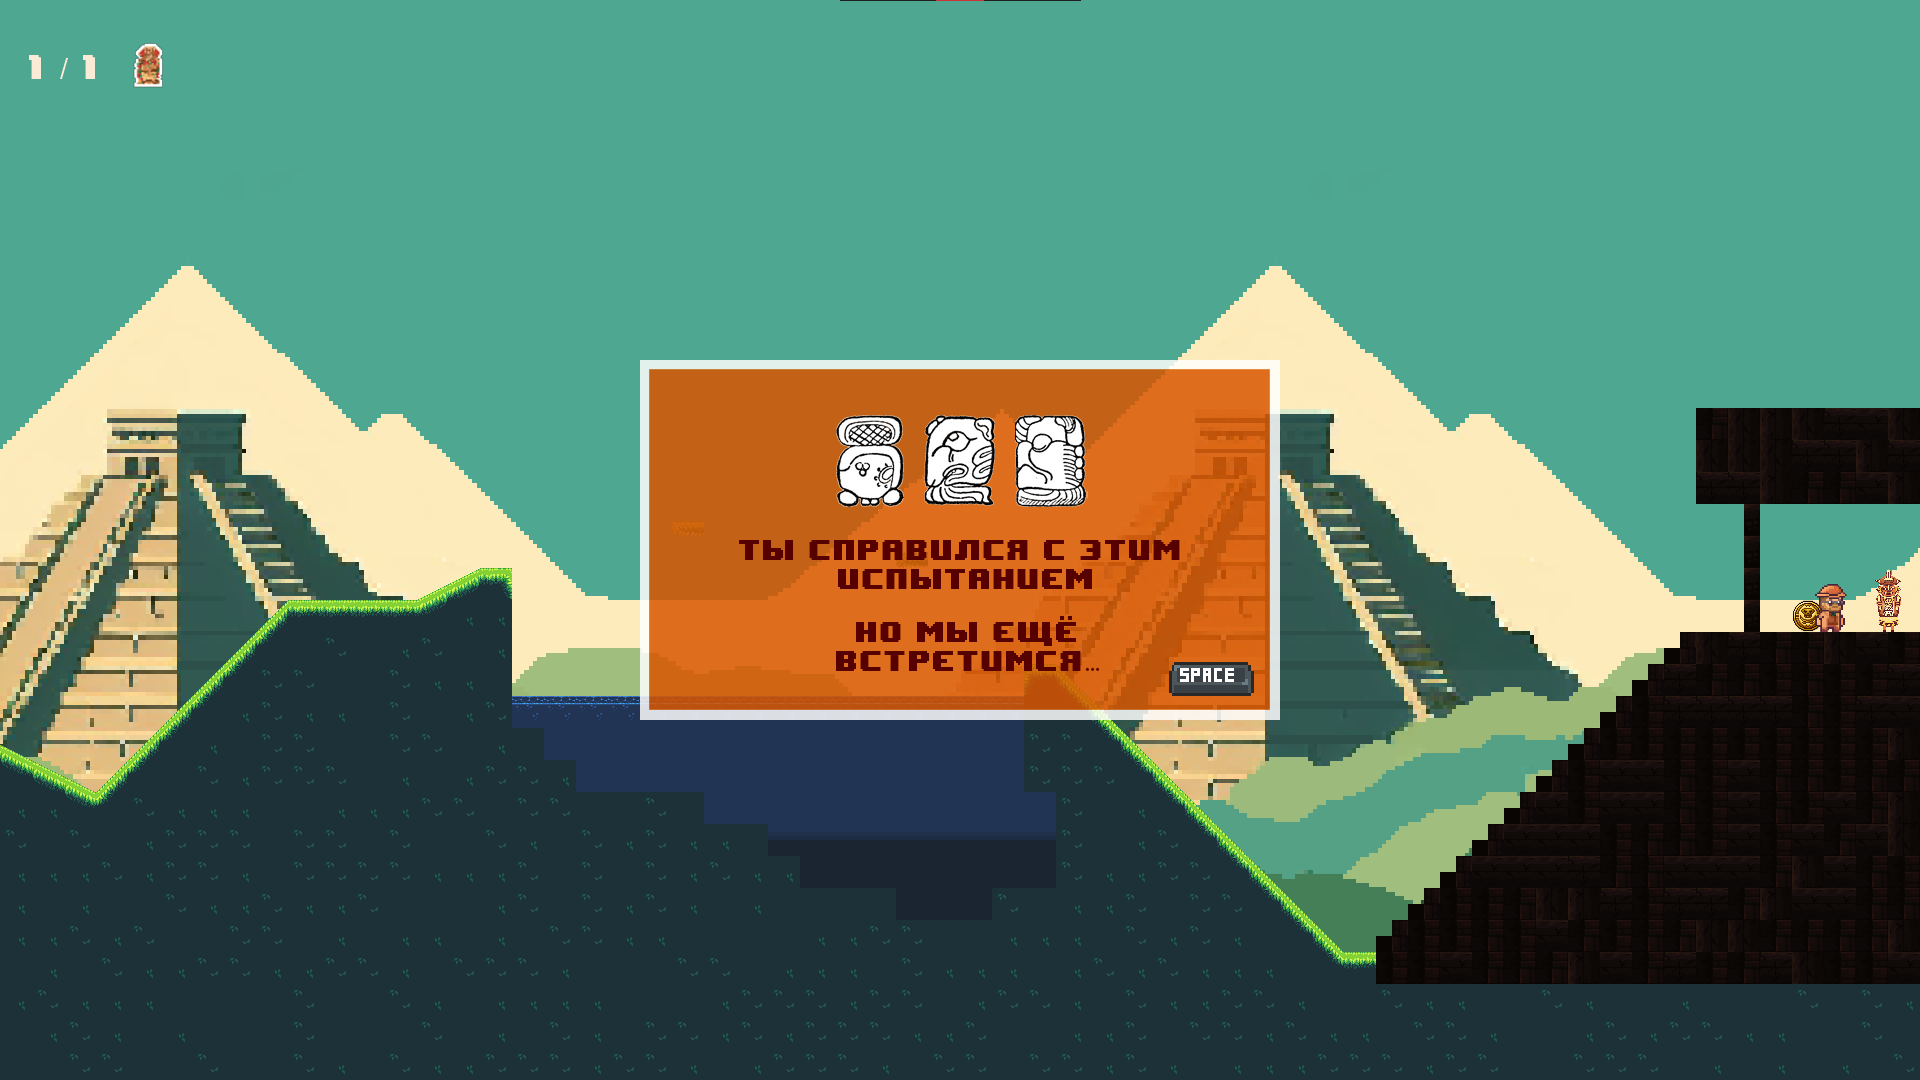 1 / 1
ТЫ СПРАВИЛСЯ С ЭТИМ
ИСПЫТАНИЕМ
НО МЫ ЕЩЁ
ВСТРЕТИМСЯ...
SPACE